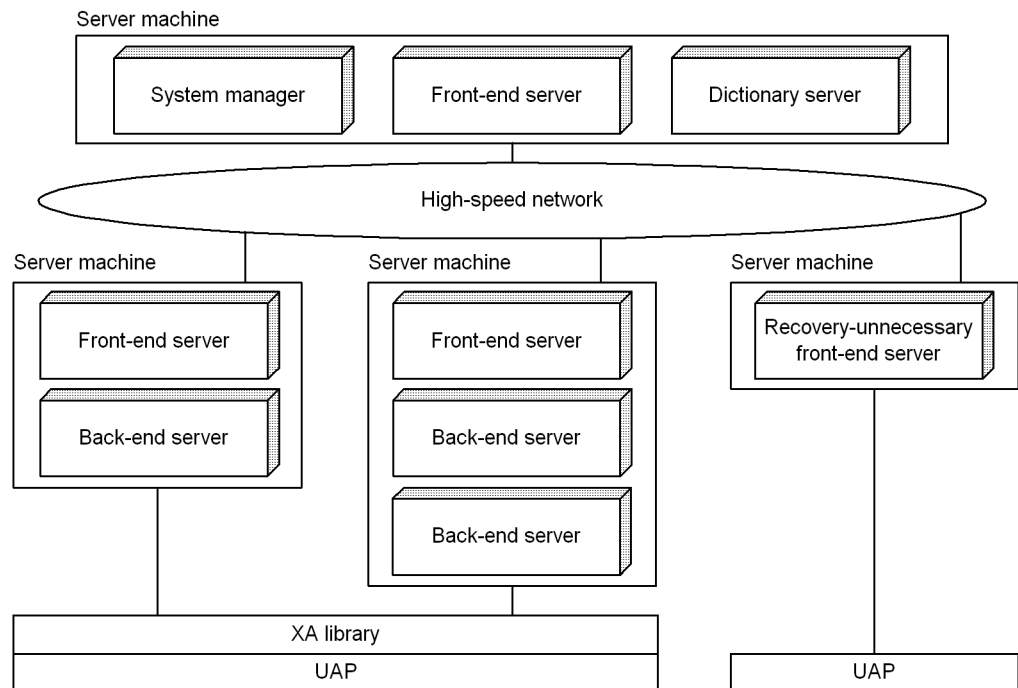 Server machine
System manager
Front-end server
Dictionary server
High-speed network
Server machine
Server machine
Server machine
Front-end server
Back-end server
Front-end server
Back-end server
Back-end server
Recovery-unnecessary
front-end server
XA library
UAP
UAP